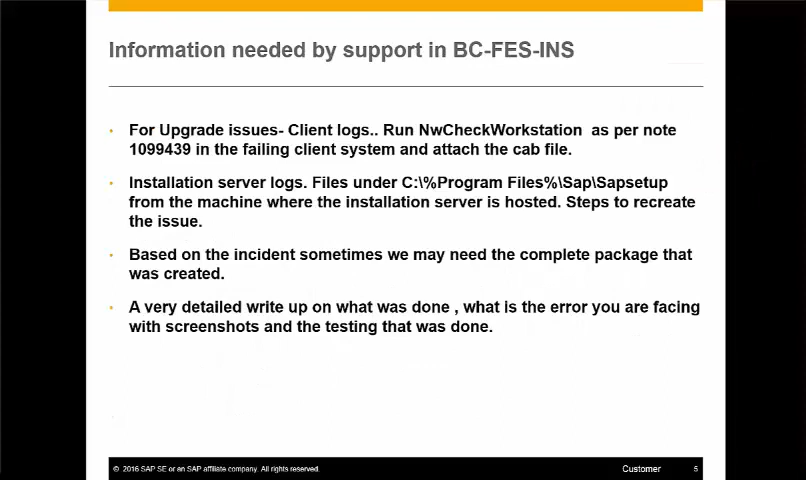 Information needed by support in BC-FES-INS
• For Upgrade issues- Client logs.. Run NwCheckWorkstation as per note
1099439 in the failing client system and attach the cab file.
• Installation server logs. Files under C:\%Program Files%\Sap\Sapsetup
from the machine where the installation server is hosted. Steps to recreate
the issue.
• Based on the incident sometimes we may need the complete package that
was created.
• A very detailed write up on what was done , what is the error you are facing
with screenshots and the testing that was done.
© 2016 SAP SE or an SAP affiliate company. All rights reserved. Customer 5